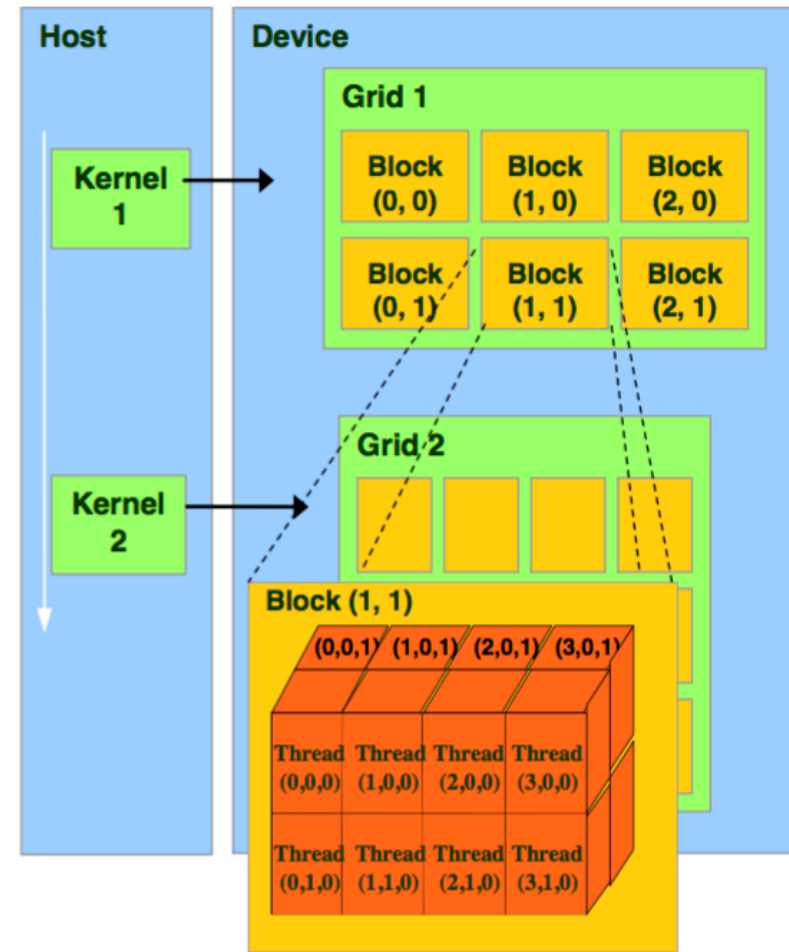 Host
Device
Grid 1
Kernel
1
Block
(0, 0)
Block
(1, 0)
Block
(2, 0)
Block
(0, 1)
Block
(1, 1)
Block
(2, 1)
Grid 2
Kernel
2
Block (1, 1)
(0,0,1) (1,0,1) (2,0,1) (3,0,1)
Thread
(0,0,0)
Thread
(1,0,0)
Thread
(2,0,0)
Thread
(3,0,0)
Thread
(0,1,0)
Thread
(1,1,0)
Thread
(2,1,0)
Thread
(3,1,0)